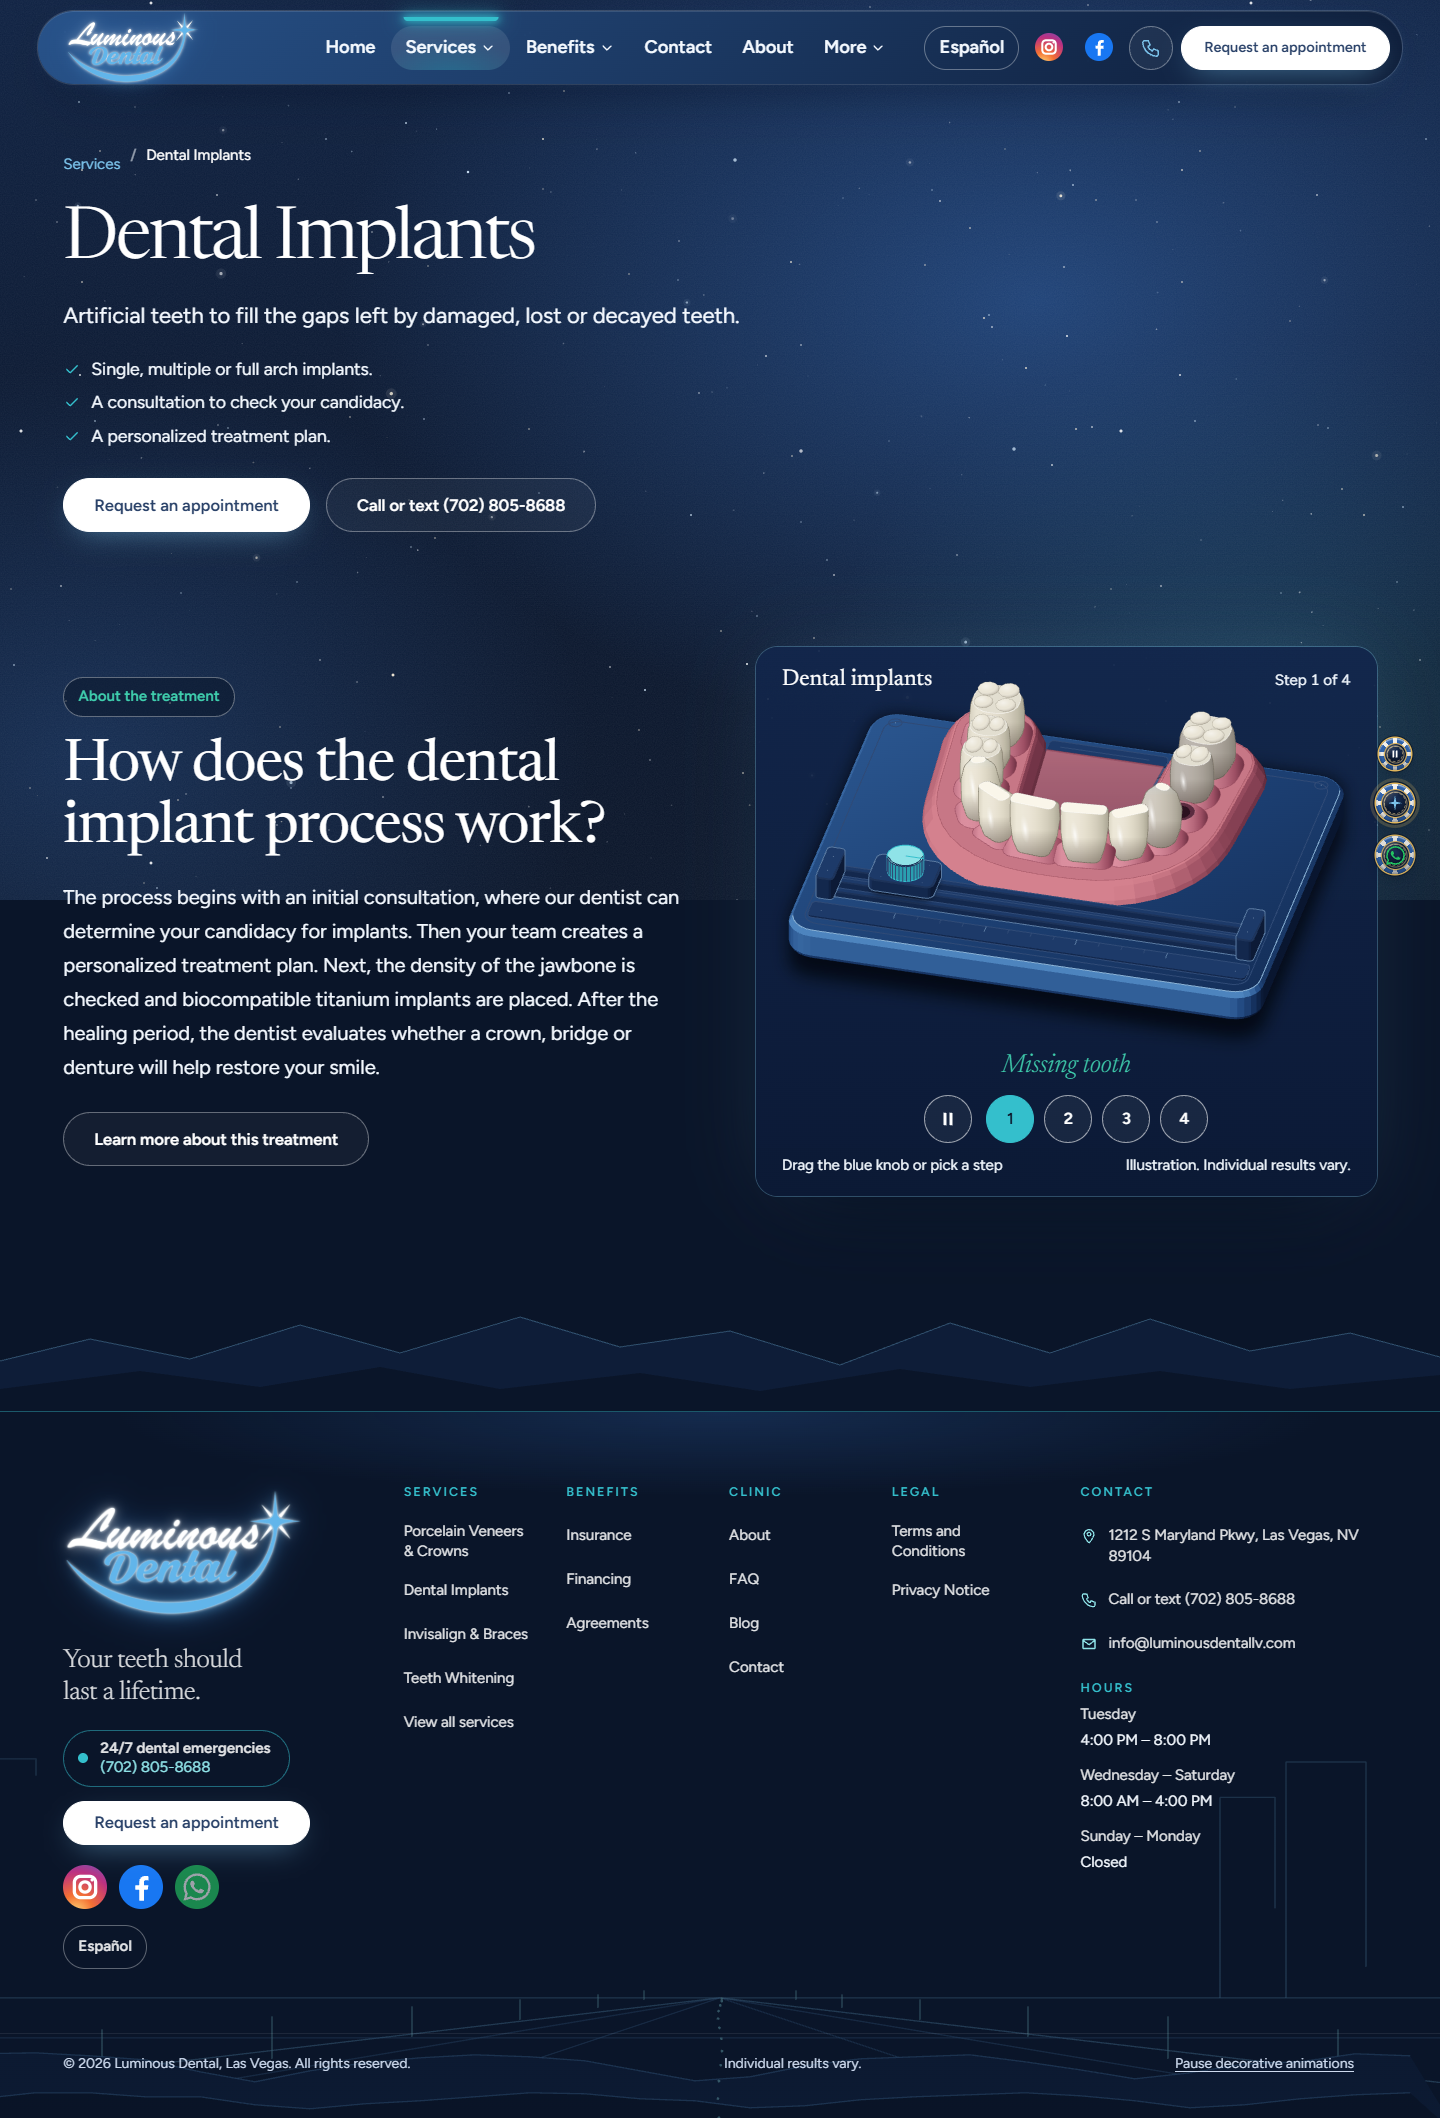 Luminous
Dental
Home
Services
Benefits
Contact
About
More
Español
Request an appointment
Services / Dental Implants
Dental Implants
Artificial teeth to fill the gaps left by damaged, lost or decayed teeth.
Single, multiple or full arch implants.
A consultation to check your candidacy.
A personalized treatment plan.
Request an appointment
Call or text (702) 805-8688
About the treatment
How does the dental
implant process work?
The process begins with an initial consultation, where our dentist can
determine your candidacy for implants. Then your team creates a
personalized treatment plan. Next, the density of the jawbone is
checked and biocompatible titanium implants are placed. After the
healing period, the dentist evaluates whether a crown, bridge or
denture will help restore your smile.
Learn more about this treatment
Dental implants
Step 1 of 4
Missing tooth
1
2
3
4
Drag the blue knob or pick a step
Illustration. Individual results vary.
Luminous
Dental
Your teeth should
last a lifetime.
24/7 dental emergencies
(702) 805-8688
Request an appointment
Español
SERVICES
Porcelain Veneers
& Crowns
Dental Implants
Invisalign & Braces
Teeth Whitening
View all services
BENEFITS
Insurance
Financing
Agreements
CLINIC
About
FAQ
Blog
Contact
LEGAL
Terms and
Conditions
Privacy Notice
CONTACT
1212 S Maryland Pkwy, Las Vegas, NV
89104
Call or text (702) 805-8688
info@luminousdentallv.com
HOURS
Tuesday
4:00 PM – 8:00 PM
Wednesday – Saturday
8:00 AM – 4:00 PM
Sunday – Monday
Closed
© 2026 Luminous Dental, Las Vegas. All rights reserved.
Individual results vary.
Pause decorative animations